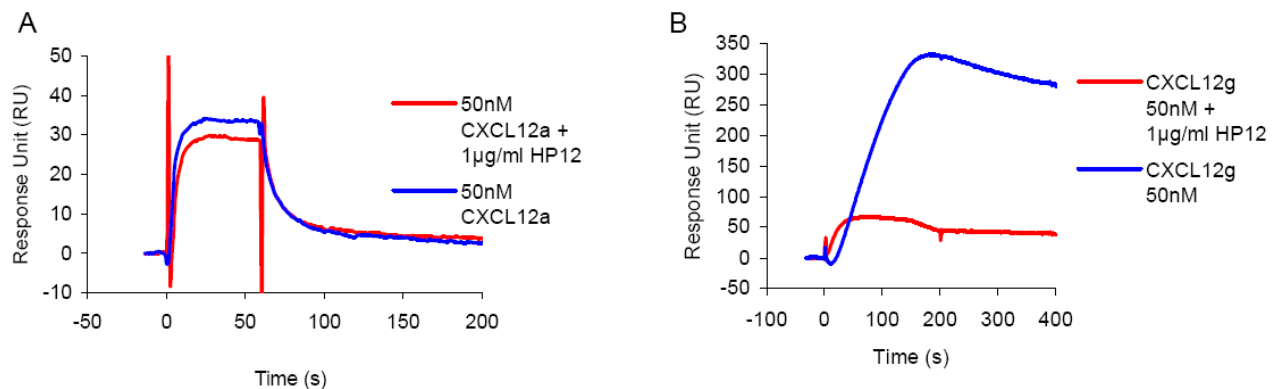 A
Response Unit (RU)
50
40
30
20
10
0
-10
-50
0
50
100
150
200
Time (s)
50nM
CXCL12a +
1µg/ml HP12
50nM
CXCL12a
B
Response Unit (RU)
350
300
250
200
150
100
50
0
-50
-100
0
100
200
300
400
Time (s)
CXCL12g
50nM +
1µg/ml HP12
CXCL12g
50nM